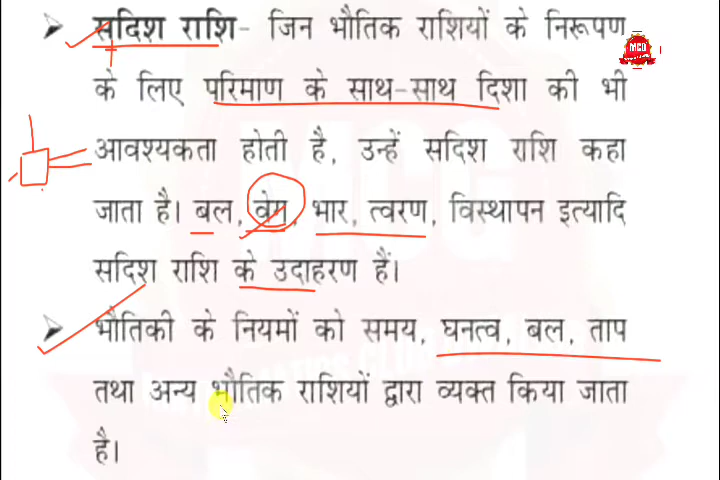 सदिश राशि- जिन भौतिक राशियों के निरूपण
के लिए परिमाण के साथ-साथ दिशा की भी
आवश्यकता होती है, उन्हें सदिश राशि कहा
जाता है। बल, वेग, भार, त्वरण, विस्थापन इत्यादि
सदिश राशि के उदाहरण हैं।
भौतिकी के नियमों को समय, घनत्व, बल, ताप
तथा अन्य भौतिक राशियों द्वारा व्यक्त किया जाता
है।
MCG